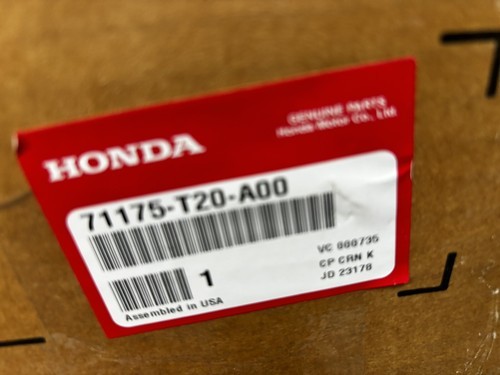 HONDA
GENUINE PARTS
Honda Motor Co., Ltd.
71175-T20-A00
1
VC 000735
CP CRN K
JD 23178
Assembled in USA